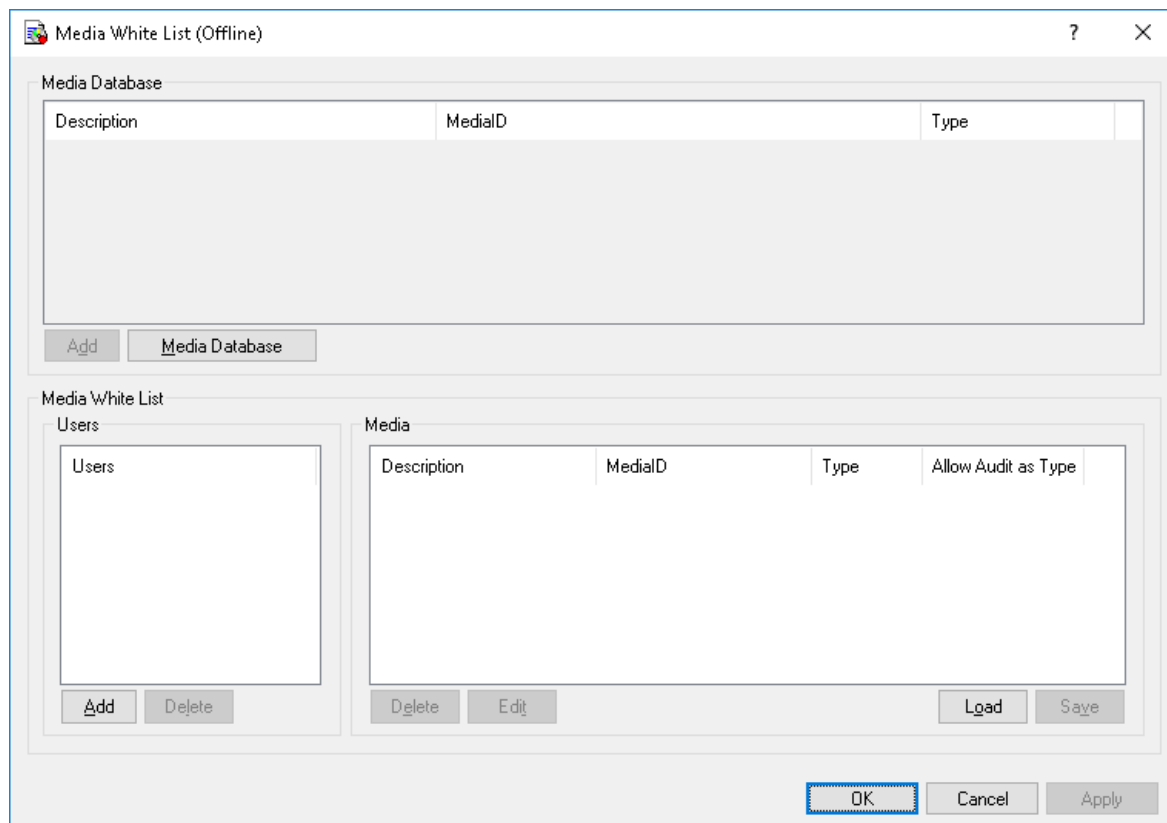 Media White List (Offline) ?
Media Database
Description MediaID Type
Add Media Database
Media White List
Users Media
Users Description MediaID Type Allow Audit as Type
Add Delete Delete Edit Load Save
OK Cancel Apply